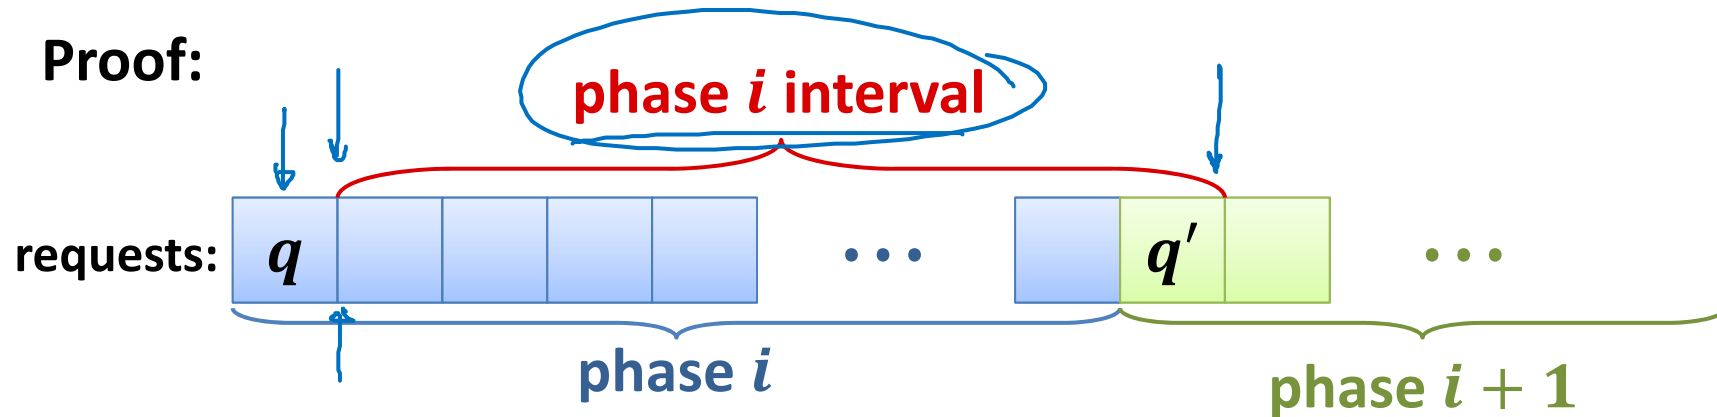 Proof:
phase i interval
requests: q ... q′ ...
phase i
phase i + 1